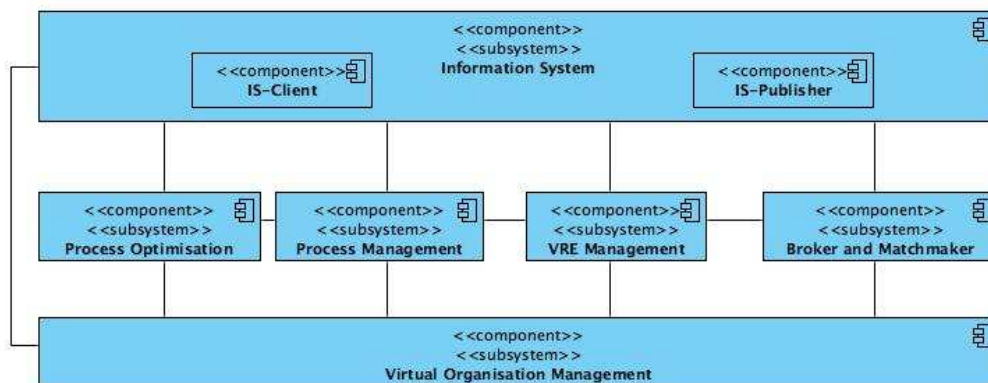 <<component>>
<<subsystem>>
Information System
<<component>>
IS-Client
<<component>>
IS-Publisher
<<component>>
<<subsystem>>
Process Optimisation
<<component>>
<<subsystem>>
Process Management
<<component>>
<<subsystem>>
VRE Management
<<component>>
<<subsystem>>
Broker and Matchmaker
<<component>>
<<subsystem>>
Virtual Organisation Management